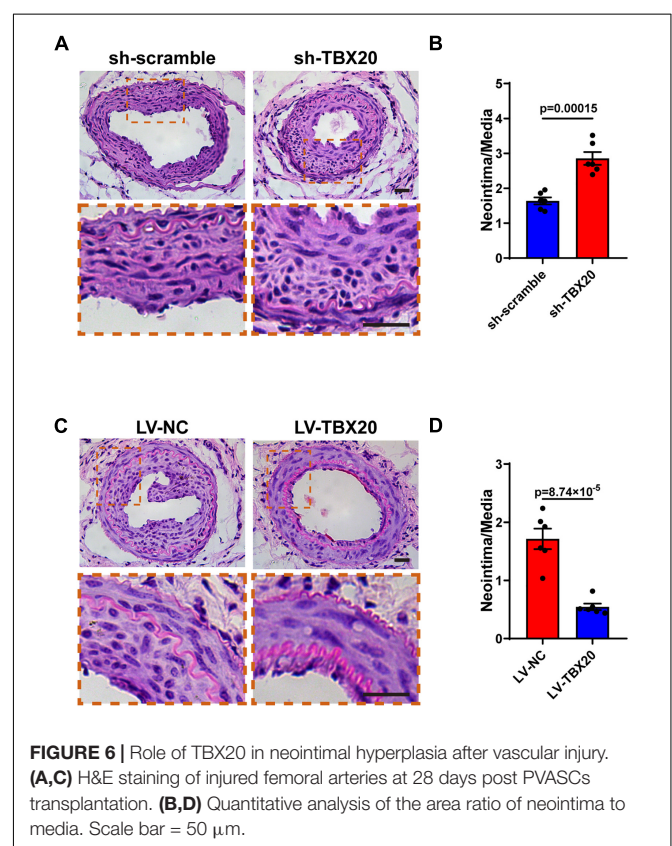 A
sh-scramble
sh-TBX20
B
Neointima/Media
5
4
3
2
1
0
p=0.00015
sh-scramble
sh-TBX20
C
LV-NC
LV-TBX20
D
Neointima/Media
3
2
1
0
p=8.74×10⁻⁵
LV-NC
LV-TBX20
FIGURE 6 | Role of TBX20 in neointimal hyperplasia after vascular injury.
(A,C) H&E staining of injured femoral arteries at 28 days post PVASCs
transplantation. (B,D) Quantitative analysis of the area ratio of neointima to
media. Scale bar = 50 μm.